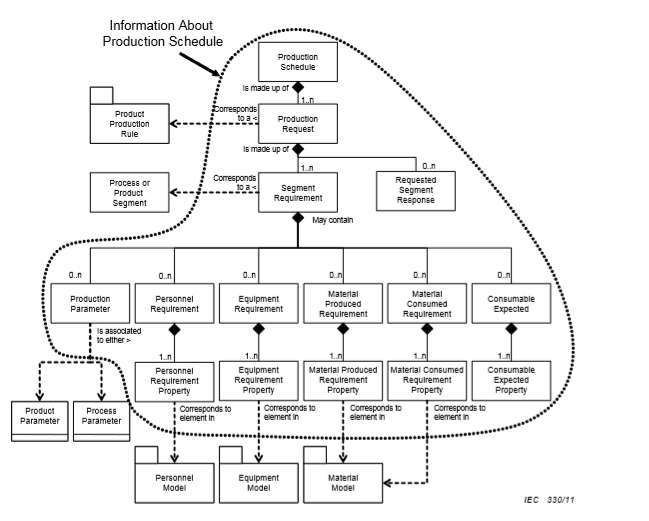 Information About
Production Schedule
Production
Schedule
Is made up of
1..n
Product
Production
Rule
Corresponds
to a <
Production
Request
Is made up of
1..n
0..n
Process or
Product
Segment
Corresponds
to a <
Segment
Requirement
Requested
Segment
Response
May contain
0..n
0..n
0..n
0..n
0..n
0..n
Production
Parameter
Personnel
Requirement
Equipment
Requirement
Material
Produced
Requirement
Material
Consumed
Requirement
Consumable
Expected
Is associated
to either >
1..n
1..n
1..n
1..n
1..n
Personnel
Requirement
Property
Equipment
Requirement
Property
Material Produced
Requirement
Property
Material Consumed
Requirement
Property
Consumable
Expected
Property
Product
Parameter
Process
Parameter
Corresponds to
element in
Corresponds to
element in
Corresponds to
element in
Corresponds to
element in
Personnel
Model
Equipment
Model
Material
Model
IEC 330/11